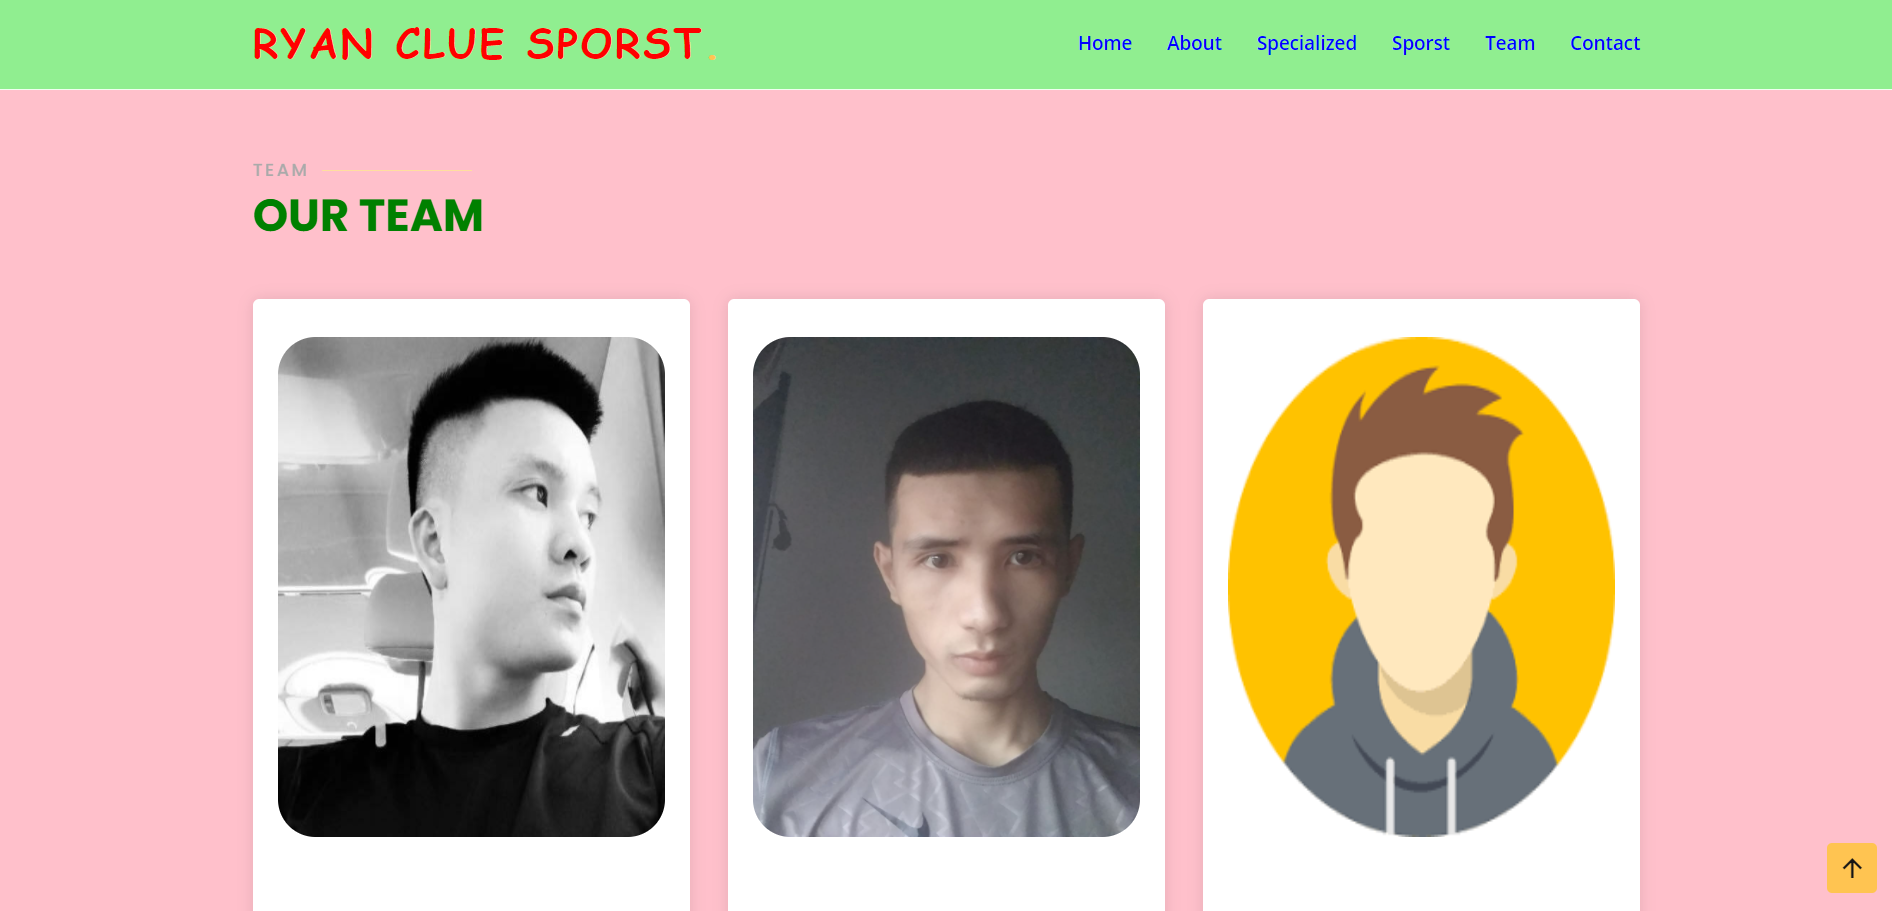 RYAN CLUE SPORST.
Home About Specialized Sporst Team Contact
TEAM
OUR TEAM